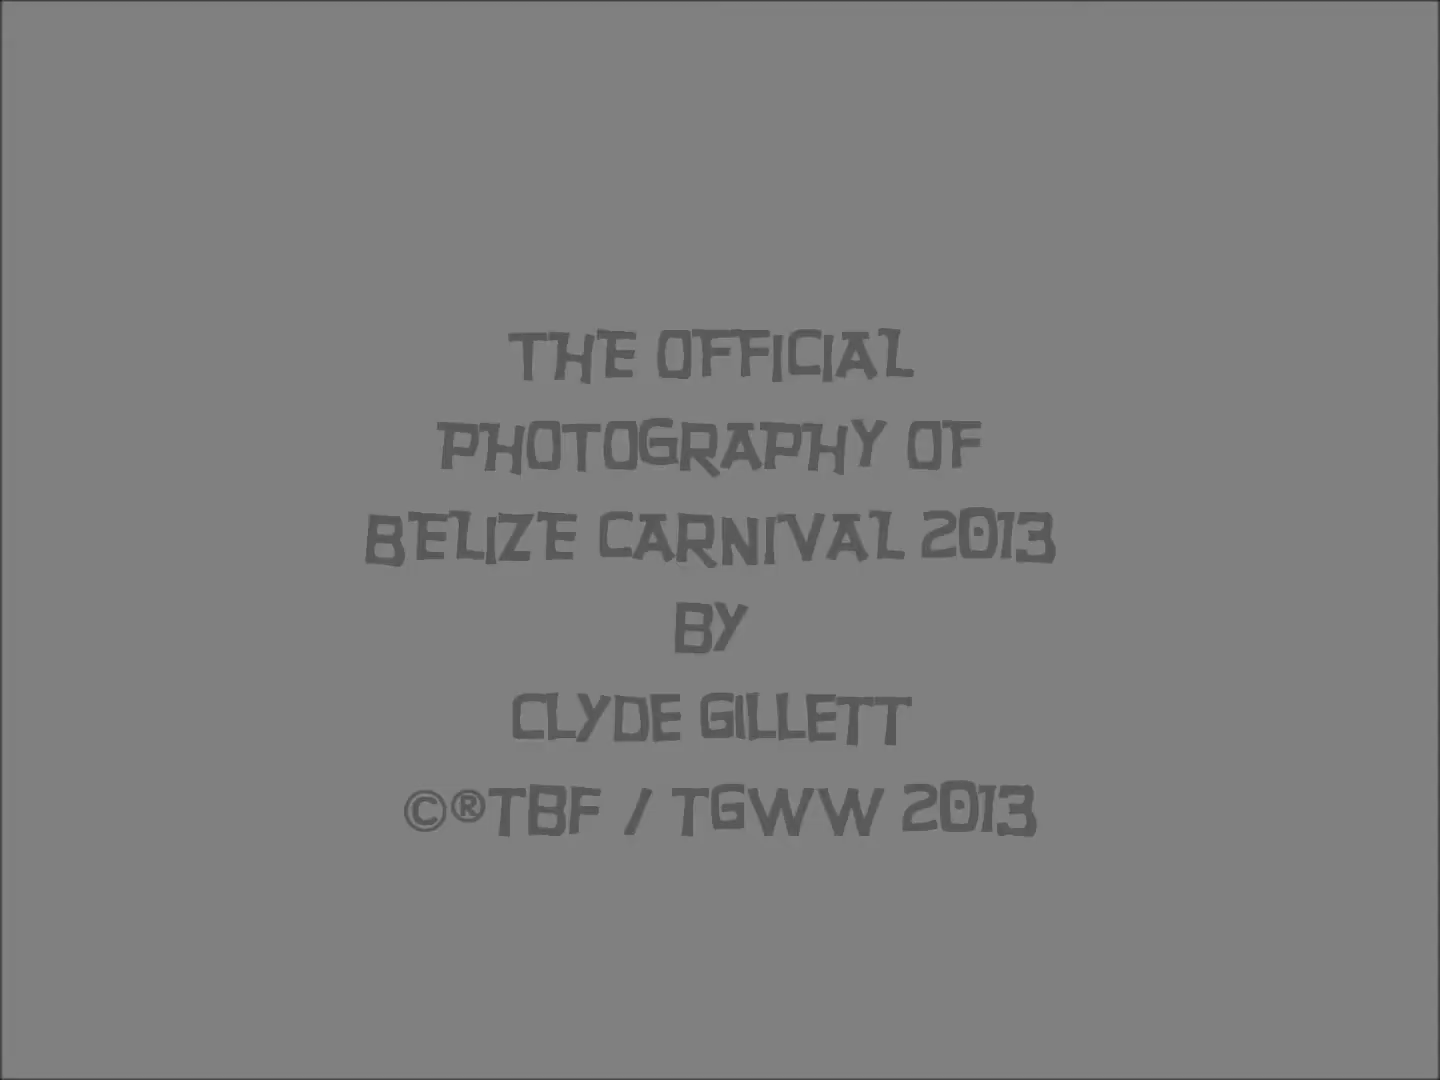 THE OFFICIAL
PHOTOGRAPHY OF
BELIZE CARNIVAL 2013
BY
CLYDE GILLETT
©®TBF / TGWW 2013